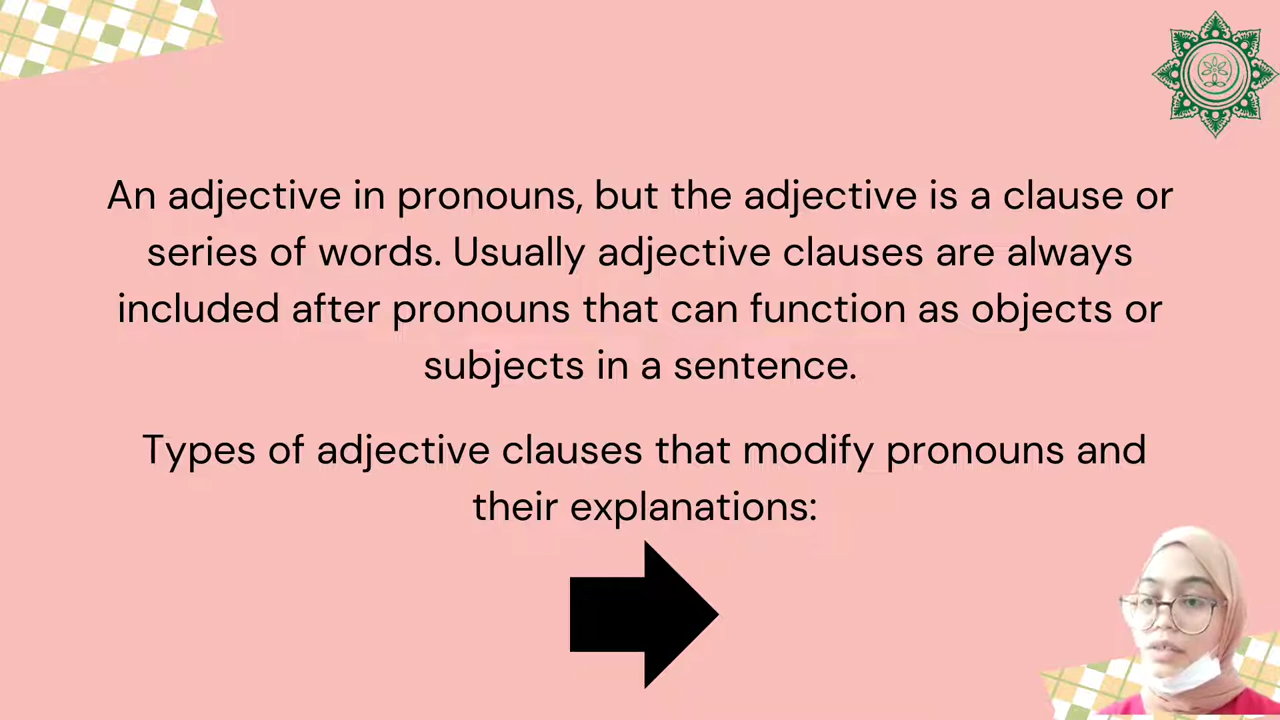 An adjective in pronouns, but the adjective is a clause or
series of words. Usually adjective clauses are always
included after pronouns that can function as objects or
subjects in a sentence.
Types of adjective clauses that modify pronouns and
their explanations: